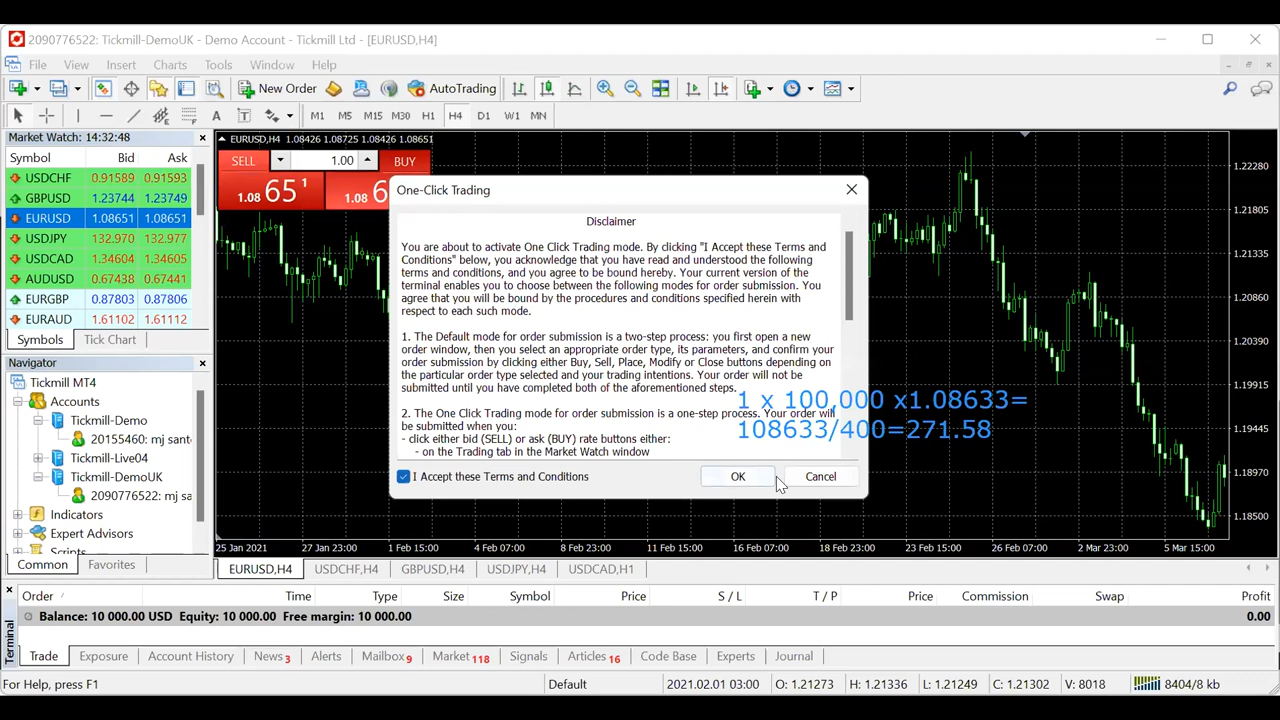 2090776522: Tickmill-DemoUK - Demo Account - Tickmill Ltd - [EURUSD,H4]
File View Insert Charts Tools Window Help
New Order AutoTrading
A T M1 M5 M15 M30 H1 H4 D1 W1 MN
Market Watch: 14:32:48
Symbol Bid Ask
USDCHF 0.91589 0.91593
GBPUSD 1.23744 1.23749
EURUSD 1.08651 1.08651
USDJPY 132.970 132.977
USDCAD 1.34604 1.34605
AUDUSD 0.67438 0.67441
EURGBP 0.87803 0.87806
EURAUD 1.61102 1.61112
Symbols Tick Chart
Navigator
Tickmill MT4
Accounts
Tickmill-Demo
20155460: mj sant
Tickmill-Live04
Tickmill-DemoUK
2090776522: mj s
Indicators
Expert Advisors
Scripts
Common Favorites
EURUSD,H4 1.08426 1.08725 1.08426 1.08651
SELL 1.00 BUY
1.08 65 1 1.08 6
One-Click Trading
Disclaimer
You are about to activate One Click Trading mode. By clicking "I Accept these Terms and
Conditions" below, you acknowledge that you have read and understood the following
terms and conditions, and you agree to be bound hereby. Your current version of the
terminal enables you to choose between the following modes for order submission. You
agree that you will be bound by the procedures and conditions specified herein with
respect to each such mode.
1. The Default mode for order submission is a two-step process: you first open a new
order window, then you select an appropriate order type, its parameters, and confirm your
order submission by clicking either Buy, Sell, Place, Modify or Close buttons depending on
the particular order type selected and your trading intentions. Your order will not be
submitted until you have completed both of the aforementioned steps.
2. The One Click Trading mode for order submission is a one-step process. Your order will
be submitted when you:
- click either bid (SELL) or ask (BUY) rate buttons either:
- on the Trading tab in the Market Watch window
I Accept these Terms and Conditions OK Cancel
1 x 100,000 x1.08633=
108633/400=271.58
1.22280
1.21805
1.21335
1.20860
1.20390
1.19915
1.19445
1.18970
1.18500
25 Jan 2021 27 Jan 23:00 1 Feb 15:00 4 Feb 07:00 8 Feb 23:00 11 Feb 15:00 16 Feb 07:00 18 Feb 23:00 23 Feb 15:00 26 Feb 07:00 2 Mar 23:00 5 Mar 15:00
EURUSD,H4 USDCHF,H4 GBPUSD,H4 USDJPY,H4 USDCAD,H1
Terminal
Order / Time Type Size Symbol Price S / L T / P Price Commission Swap Profit
Balance: 10 000.00 USD Equity: 10 000.00 Free margin: 10 000.00 0.00
Trade Exposure Account History News 3 Alerts Mailbox 9 Market 118 Signals Articles 16 Code Base Experts Journal
For Help, press F1 Default 2021.02.01 03:00 O: 1.21273 H: 1.21336 L: 1.21249 C: 1.21302 V: 8018 8404/8 kb